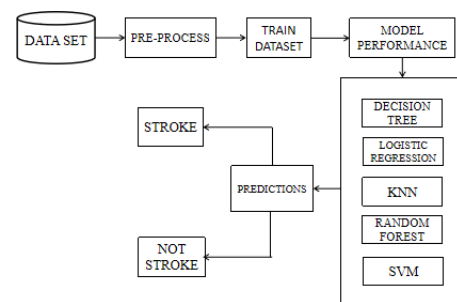 DATA SET
PRE-PROCESS
TRAIN
DATASET
MODEL
PERFORMANCE
DECISION
TREE
LOGISTIC
REGRESSION
KNN
RANDOM
FOREST
SVM
PREDICTIONS
STROKE
NOT
STROKE